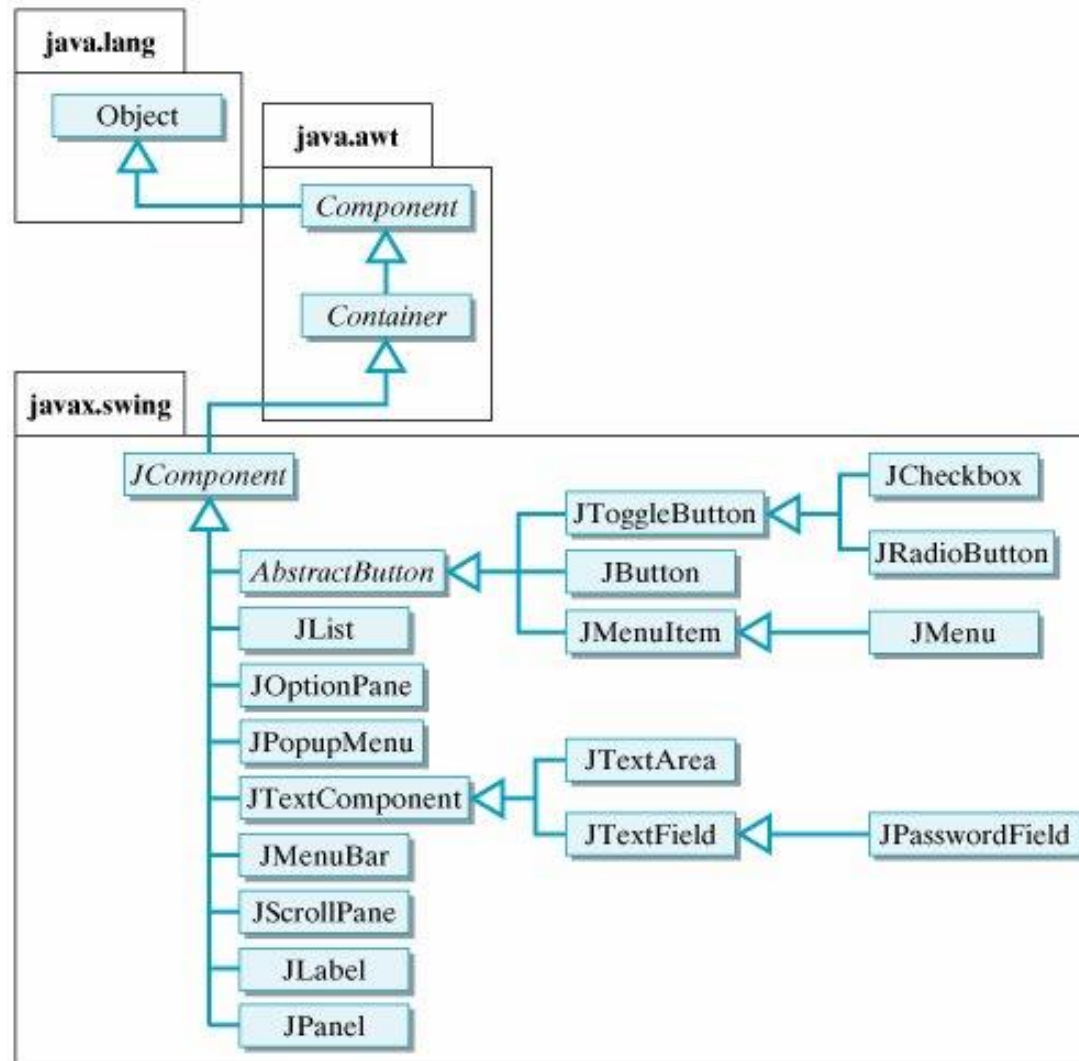 java.lang
Object
java.awt
Component
Container
javax.swing
JComponent
JCheckbox
JToggleButton
JRadioButton
AbstractButton
JButton
JList
JMenuItem
JMenu
JOptionPane
JPopupMenu
JTextArea
JTextComponent
JTextField
JPasswordField
JMenuBar
JScrollPane
JLabel
JPanel